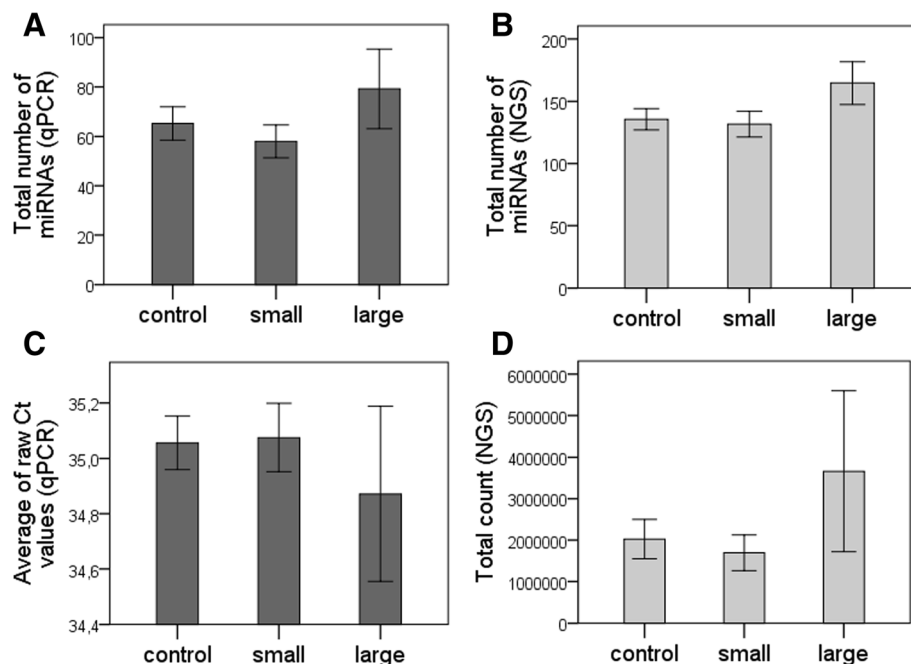 A
Total number of
miRNAs (qPCR)
100
80
60
40
20
0
control small large
B
Total number of
miRNAs (NGS)
200
150
100
50
0
control small large
C
Average of raw Ct
values (qPCR)
35,2
35,0
34,8
34,6
34,4
control small large
D
Total count (NGS)
6000000
5000000
4000000
3000000
2000000
1000000
0
control small large